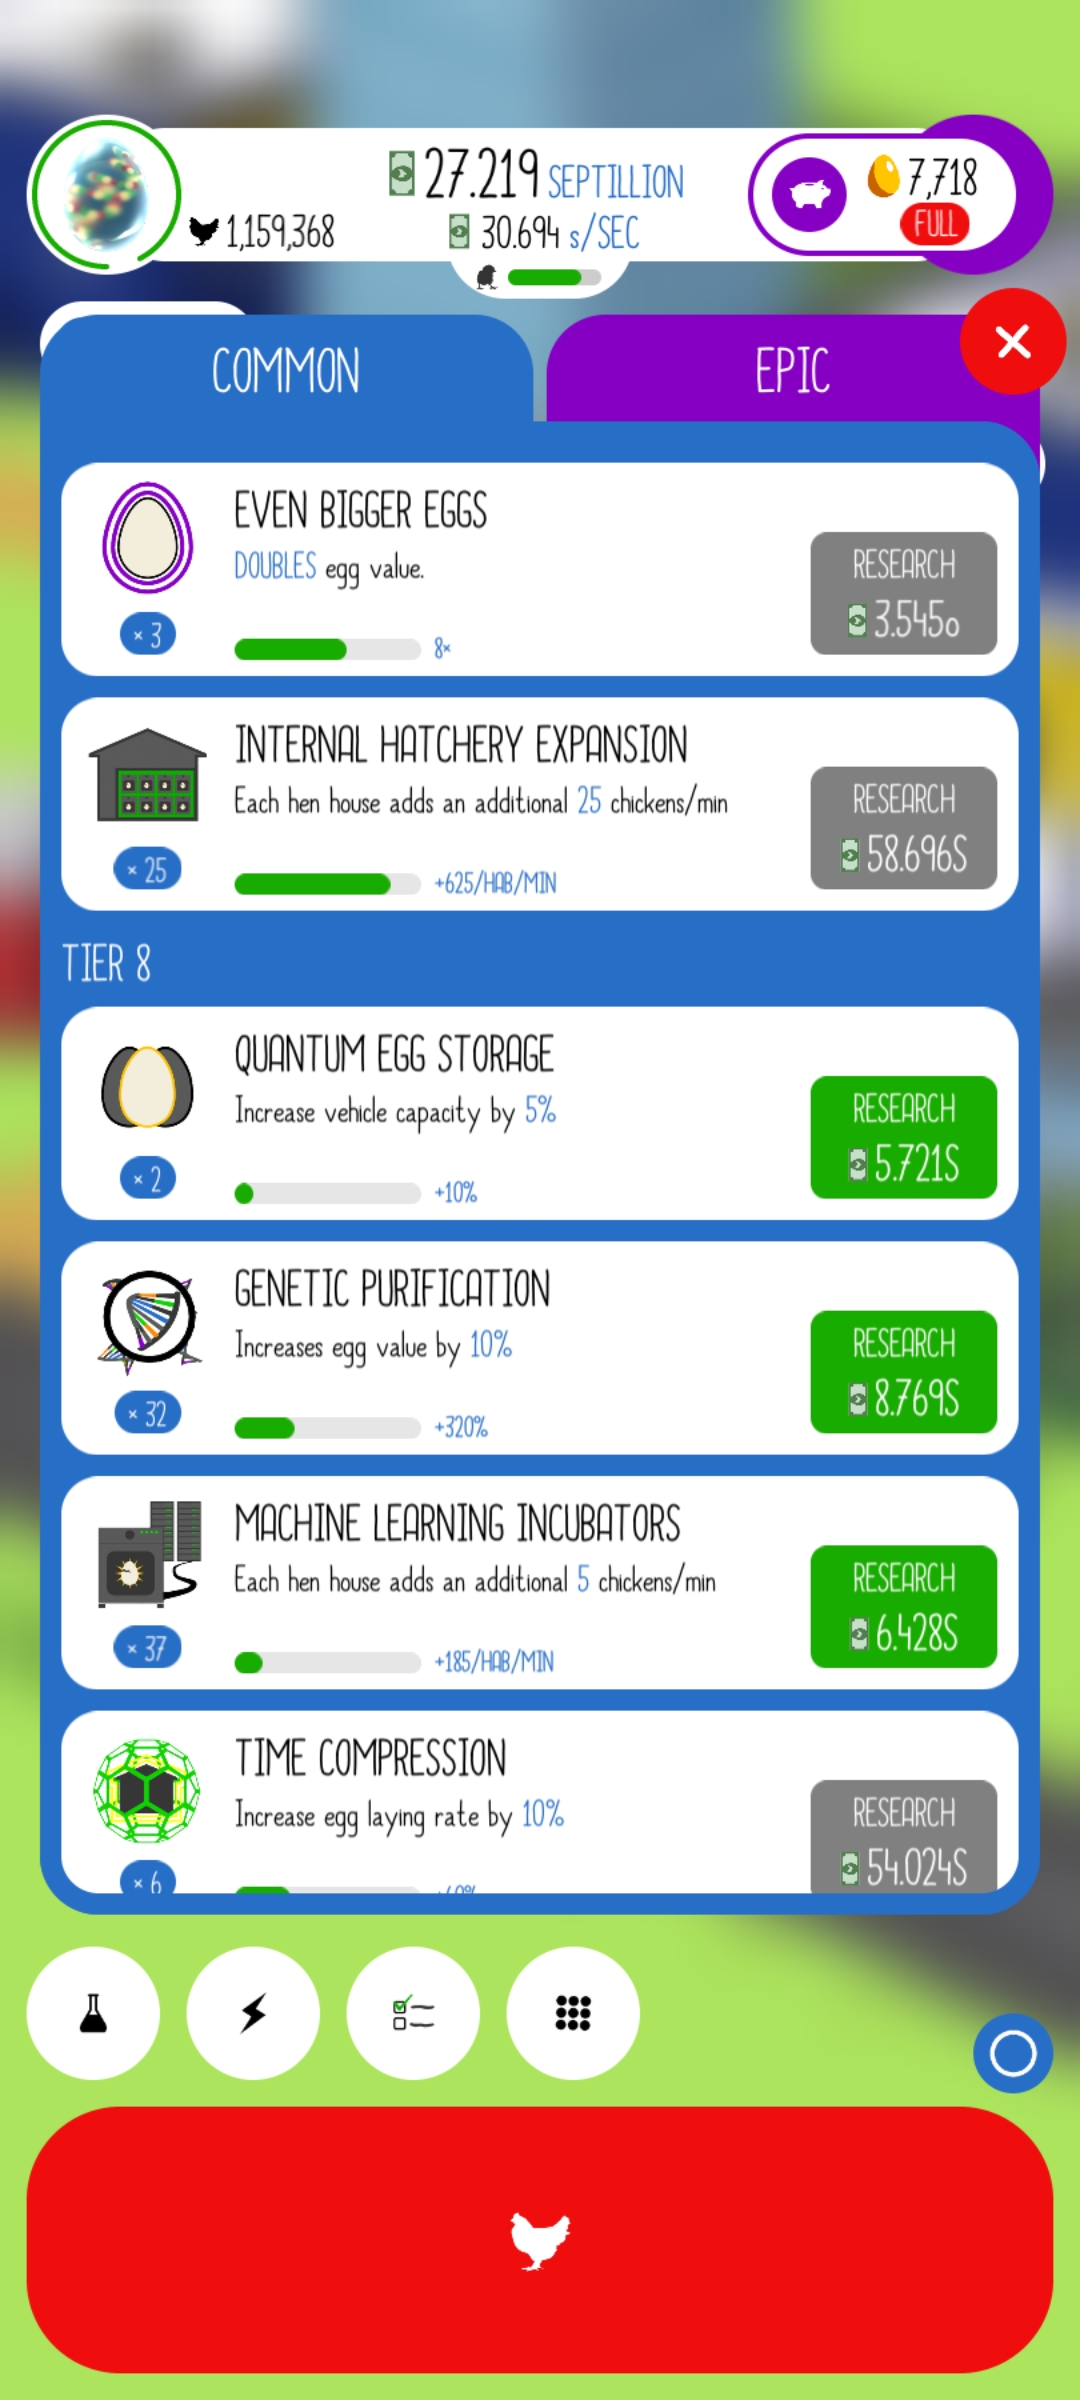 27.219 SEPTILLION
7,718
1,159,368
30.694 s/SEC
FULL
COMMON
EPIC
EVEN BIGGER EGGS
DOUBLES egg value.
RESEARCH
3.545o
× 3
8×
INTERNAL HATCHERY EXPANSION
Each hen house adds an additional 25 chickens/min
RESEARCH
58.696S
× 25
+625/HAB/MIN
TIER 8
QUANTUM EGG STORAGE
Increase vehicle capacity by 5%
RESEARCH
5.721S
× 2
+10%
GENETIC PURIFICATION
Increases egg value by 10%
RESEARCH
8.769S
× 32
+320%
MACHINE LEARNING INCUBATORS
Each hen house adds an additional 5 chickens/min
RESEARCH
6.428S
× 37
+185/HAB/MIN
TIME COMPRESSION
Increase egg laying rate by 10%
RESEARCH
54.024S
× 6